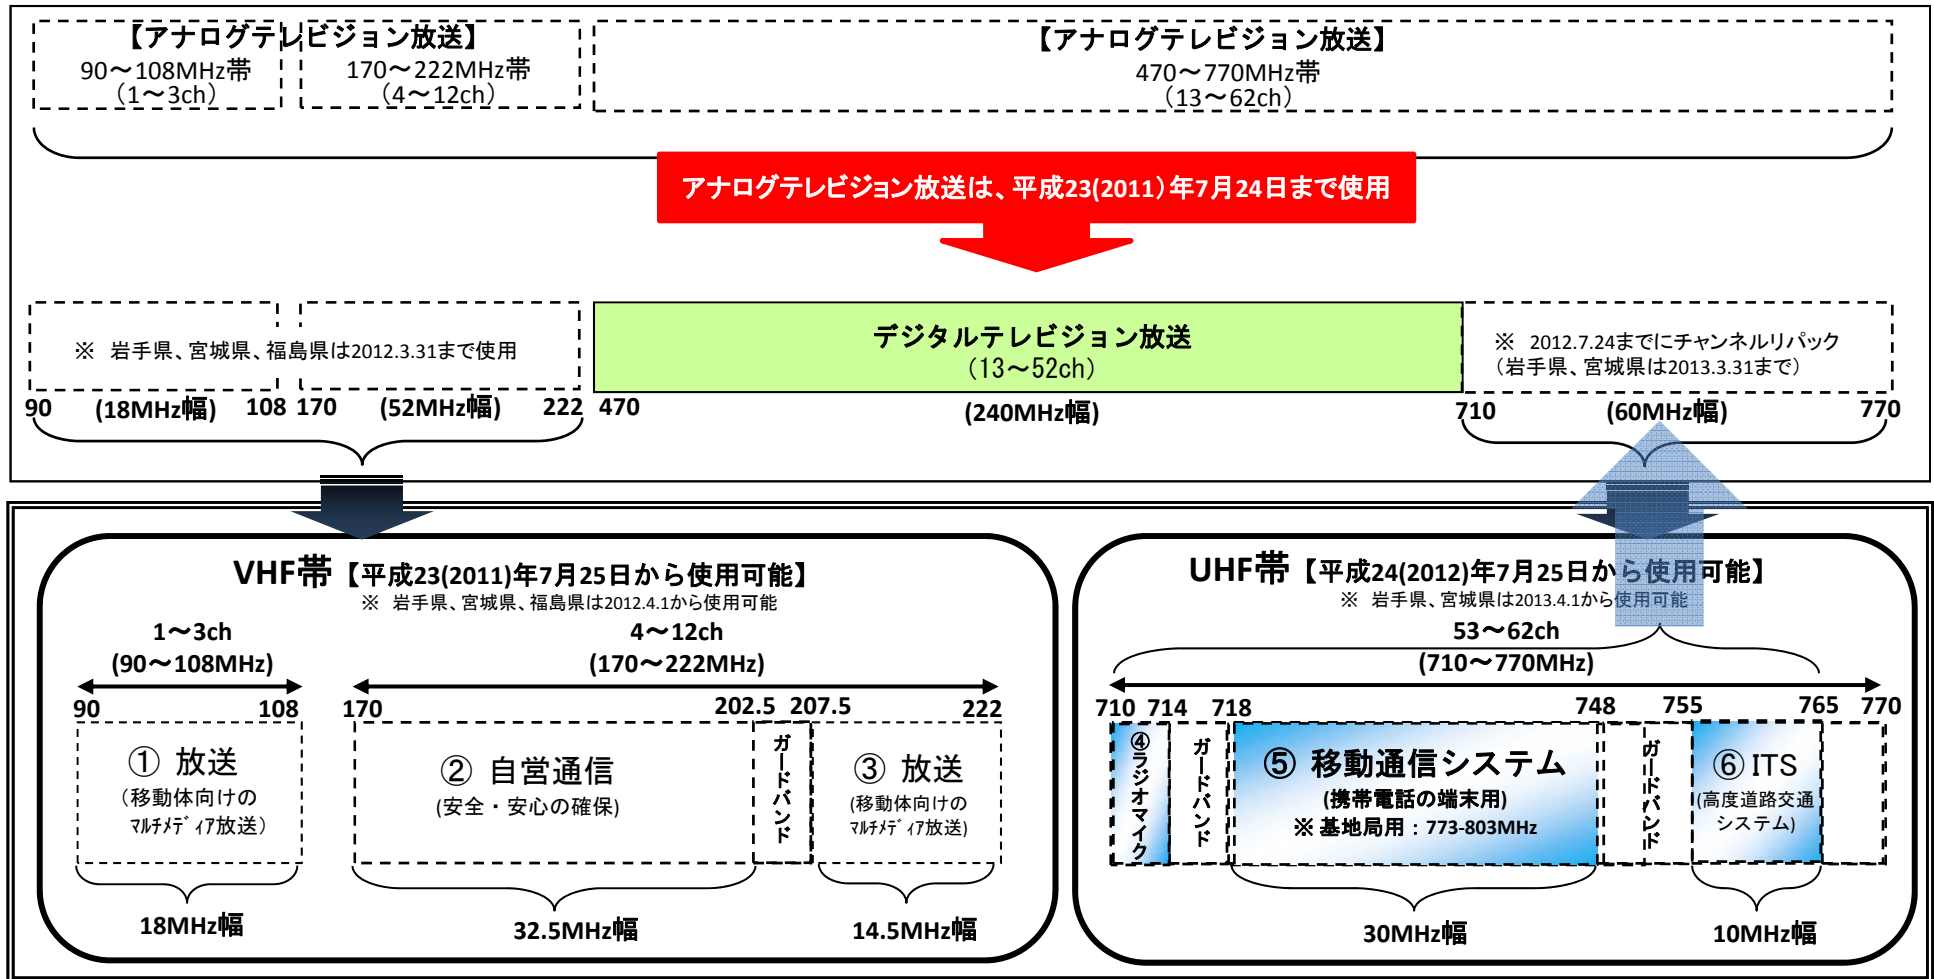 【アナログテレビジョン放送】
90～108MHz帯
（1～3ch）
170～222MHz帯
（4～12ch）
【アナログテレビジョン放送】
470～770MHz帯
（13～62ch）
アナログテレビジョン放送は、平成23(2011）年7月24日まで使用
※ 岩手県、宮城県、福島県は2012.3.31まで使用
デジタルテレビジョン放送
（13～52ch）
※ 2012.7.24までにチャンネルリパック
（岩手県、宮城県は2013.3.31まで）
90 (18MHz幅) 108 170 (52MHz幅) 222 470 (240MHz幅) 710 (60MHz幅) 770
VHF帯【平成23(2011)年7月25日から使用可能】
※ 岩手県、宮城県、福島県は2012.4.1から使用可能
1～3ch
(90～108MHz)
4～12ch
(170～222MHz)
90 108 170 202.5 207.5 222
① 放送
（移動体向けの
ﾏﾙﾁﾒﾃﾞｨｱ放送）
② 自営通信
(安全・安心の確保)
ガードバンド
③ 放送
(移動体向けの
ﾏﾙﾁﾒﾃﾞｨｱ放送)
18MHz幅
32.5MHz幅
14.5MHz幅
UHF帯【平成24(2012)年7月25日から使用可能】
※ 岩手県、宮城県は2013.4.1から使用可能
53～62ch
(710～770MHz)
710 714 718 748 755 765 770
④ラジオマイク
ガードバンド
⑤ 移動通信システム
(携帯電話の端末用)
※ 基地局用：773-803MHz
ガードバンド
⑥ ITS
(高度道路交通
システム)
30MHz幅
10MHz幅